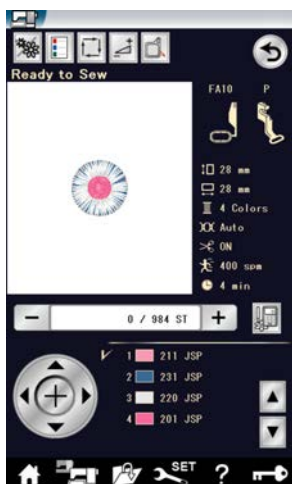 Ready to Sew
FA10 P
28 mm
28 mm
4 Colors
Auto
ON
400 spm
4 min
− 0 / 984 ST +
1 211 JSP
2 231 JSP
3 220 JSP
4 201 JSP
SET ?